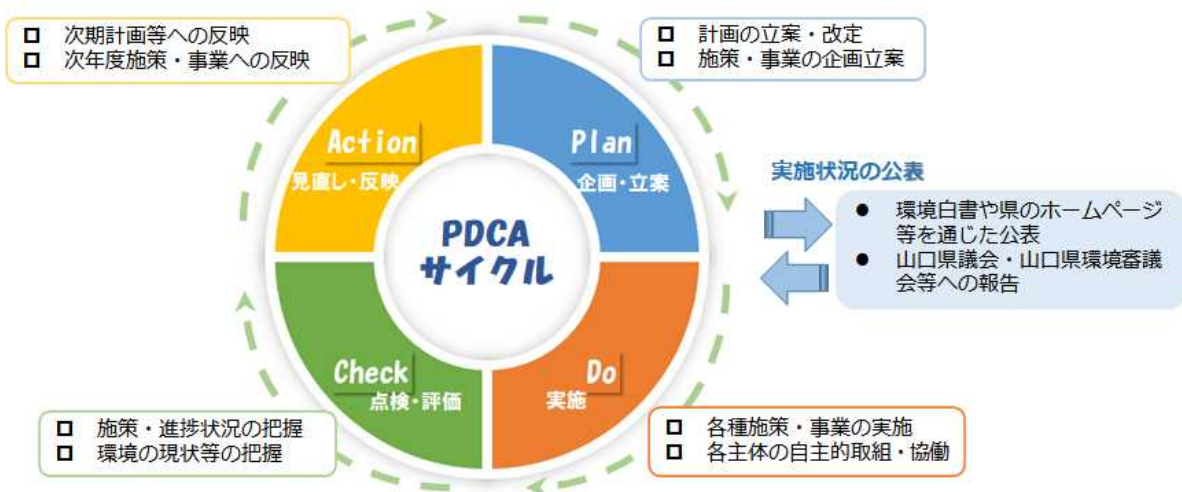 次期計画等への反映
次年度施策・事業への反映
計画の立案・改定
施策・事業の企画立案
Action
見直し・反映
Plan
企画・立案
PDCA
サイクル
実施状況の公表
環境白書や県のホームページ
等を通じた公表
山口県議会・山口県環境審議
会等への報告
Check
点検・評価
Do
実施
施策・進捗状況の把握
環境の現状等の把握
各種施策・事業の実施
各主体の自主的取組・協働